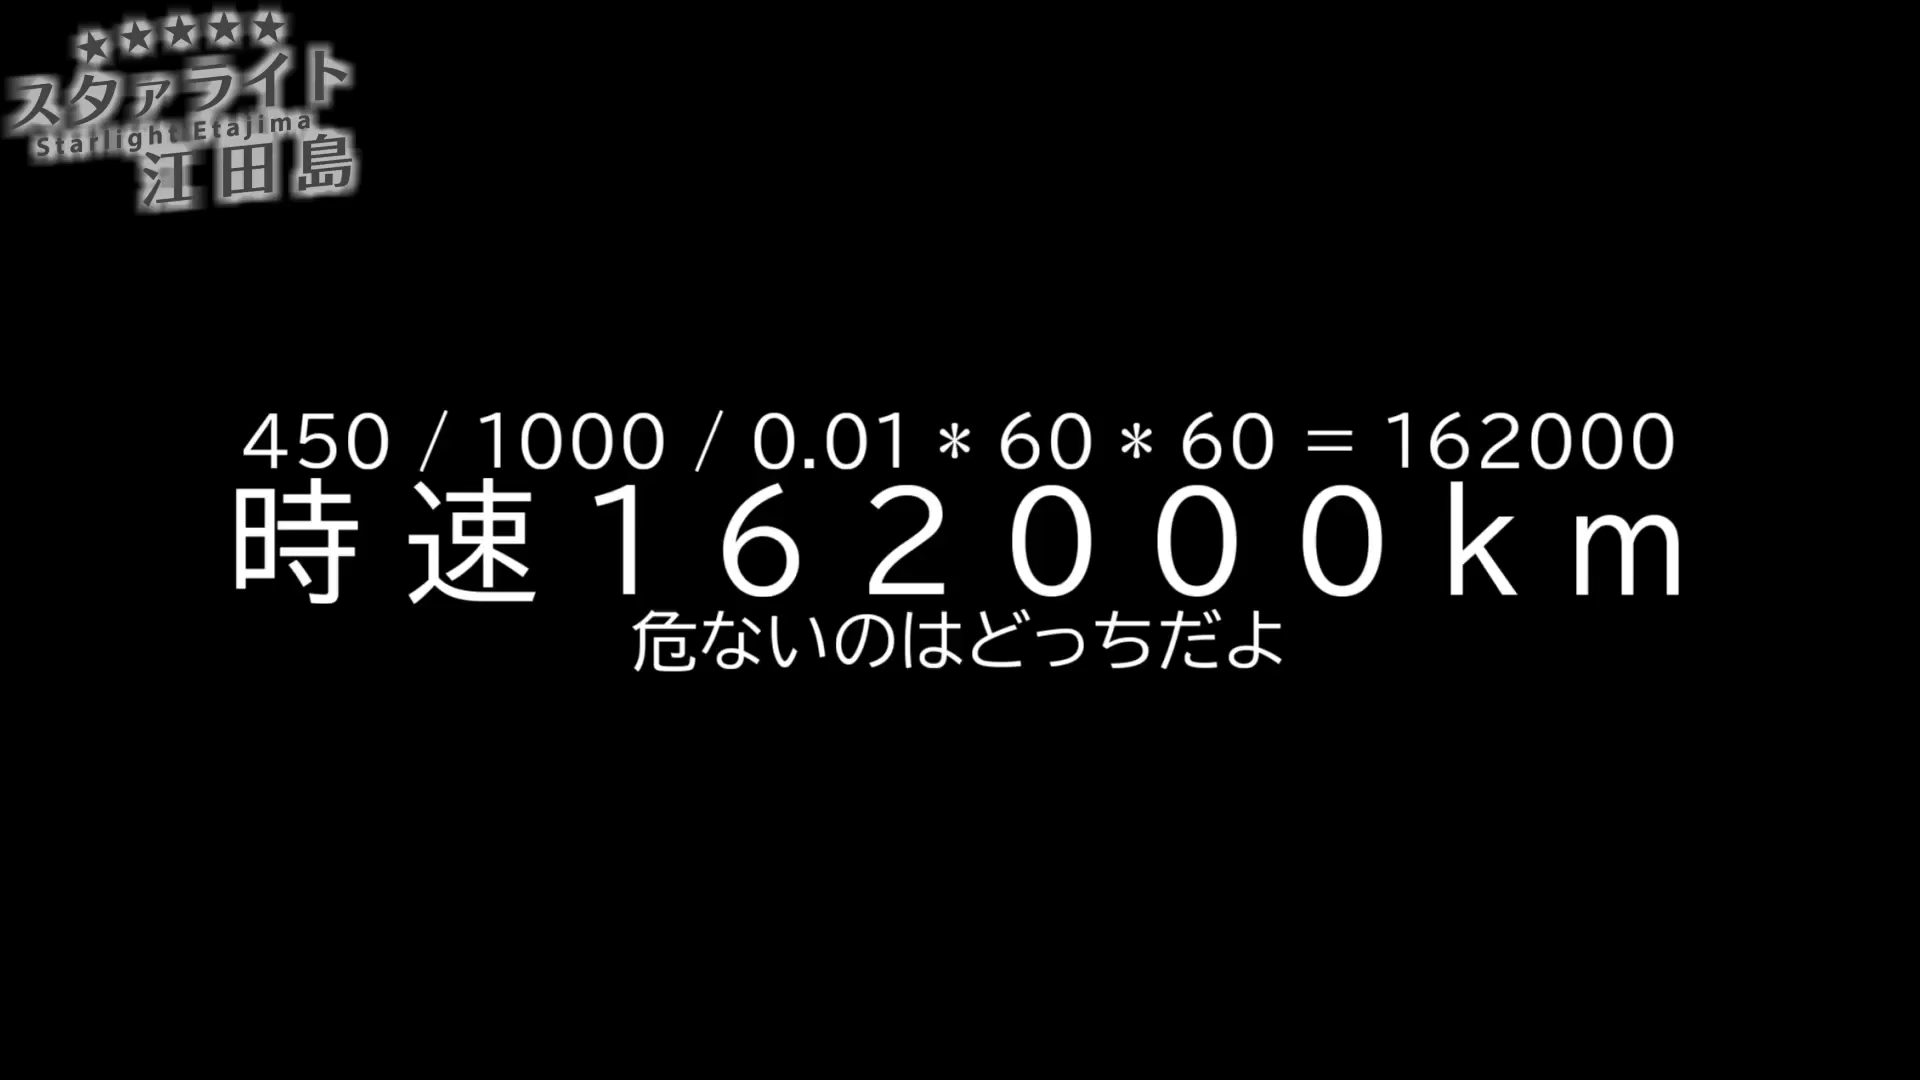 ★★★★★
スタァライト
Starlight Etajima
江田島
450 / 1000 / 0.01 * 60 * 60 = 162000
時速162000km
危ないのはどっちだよ